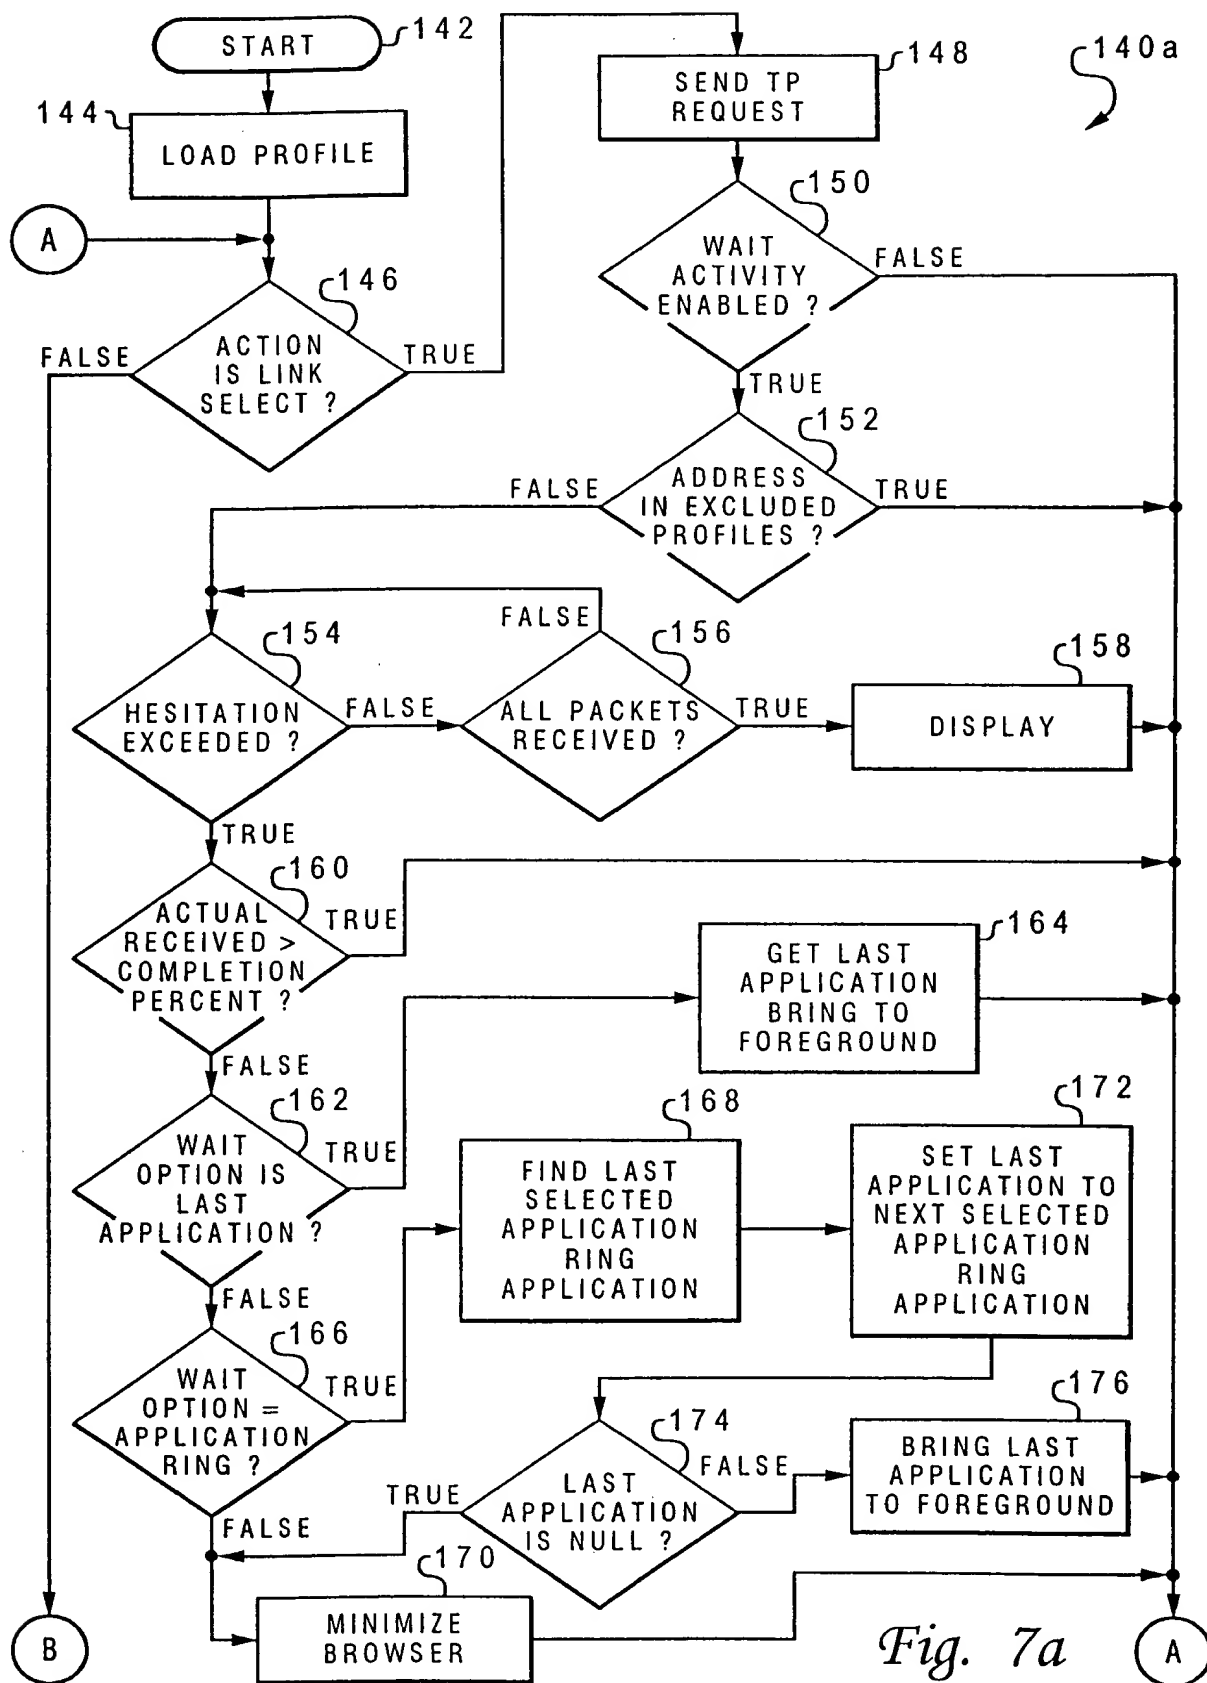 START
142
144
LOAD PROFILE
A
146
ACTION
IS LINK
SELECT ?
FALSE
TRUE
148
SEND TP
REQUEST
140a
150
WAIT
ACTIVITY
ENABLED ?
FALSE
TRUE
152
ADDRESS
IN EXCLUDED
PROFILES ?
FALSE
TRUE
154
HESITATION
EXCEEDED ?
FALSE
TRUE
156
ALL PACKETS
RECEIVED ?
FALSE
TRUE
158
DISPLAY
160
ACTUAL
RECEIVED >
COMPLETION
PERCENT ?
TRUE
FALSE
162
WAIT
OPTION IS
LAST
APPLICATION ?
TRUE
FALSE
164
GET LAST
APPLICATION
BRING TO
FOREGROUND
166
WAIT
OPTION =
APPLICATION
RING ?
TRUE
FALSE
168
FIND LAST
SELECTED
APPLICATION
RING
APPLICATION
172
SET LAST
APPLICATION TO
NEXT SELECTED
APPLICATION
RING
APPLICATION
174
LAST
APPLICATION
IS NULL ?
TRUE
FALSE
176
BRING LAST
APPLICATION
TO FOREGROUND
170
MINIMIZE
BROWSER
B
Fig. 7a
A